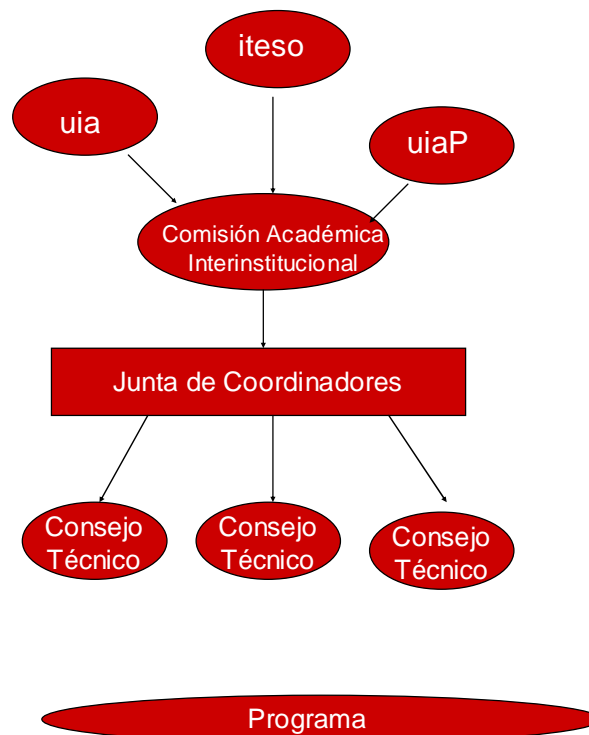 iteso
uia
uiaP
Comisión Académica
Interinstitucional
Junta de Coordinadores
Consejo
Técnico
Consejo
Técnico
Consejo
Técnico
Programa